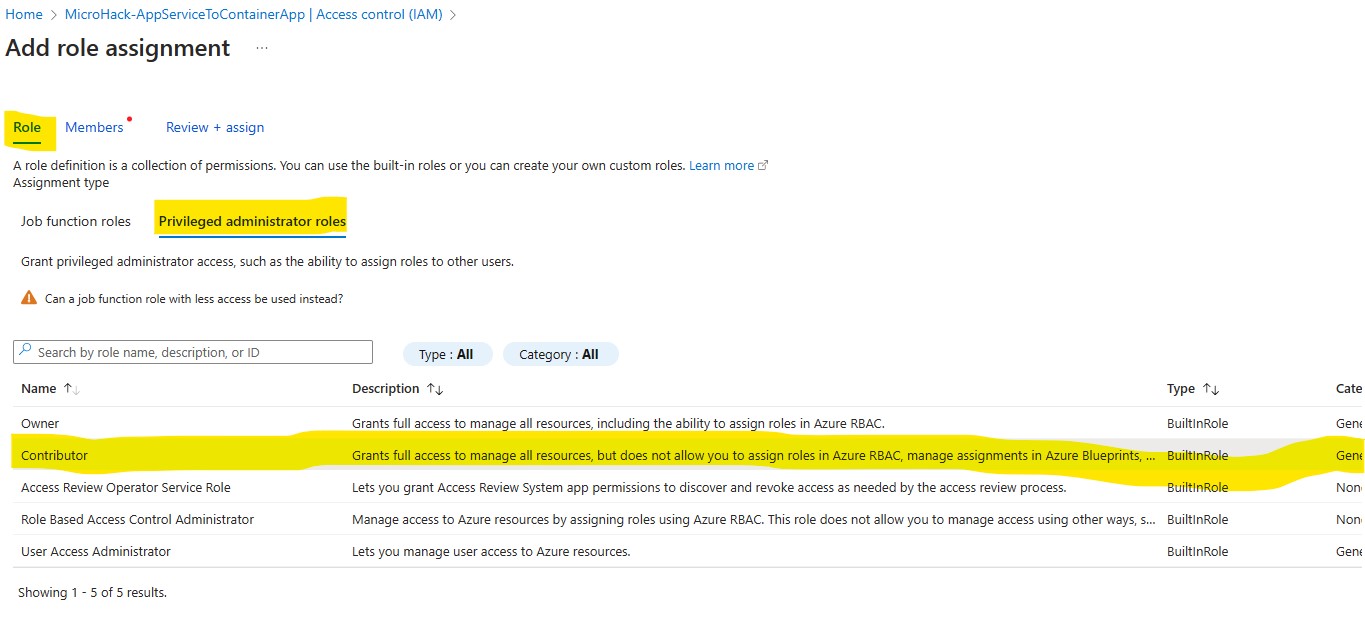 Home > MicroHack-AppServiceToContainerApp | Access control (IAM) >
Add role assignment ...
Role Members Review + assign
A role definition is a collection of permissions. You can use the built-in roles or you can create your own custom roles. Learn more
Assignment type
Job function roles Privileged administrator roles
Grant privileged administrator access, such as the ability to assign roles to other users.
Can a job function role with less access be used instead?
Search by role name, description, or ID Type : All Category : All
Name ↑↓ Description ↑↓ Type ↑↓ Cate
Owner Grants full access to manage all resources, including the ability to assign roles in Azure RBAC. BuiltInRole Gene
Contributor Grants full access to manage all resources, but does not allow you to assign roles in Azure RBAC, manage assignments in Azure Blueprints, ... BuiltInRole Gene
Access Review Operator Service Role Lets you grant Access Review System app permissions to discover and revoke access as needed by the access review process. BuiltInRole Non
Role Based Access Control Administrator Manage access to Azure resources by assigning roles using Azure RBAC. This role does not allow you to manage access using other ways, s... BuiltInRole Non
User Access Administrator Lets you manage user access to Azure resources. BuiltInRole Gene
Showing 1 - 5 of 5 results.